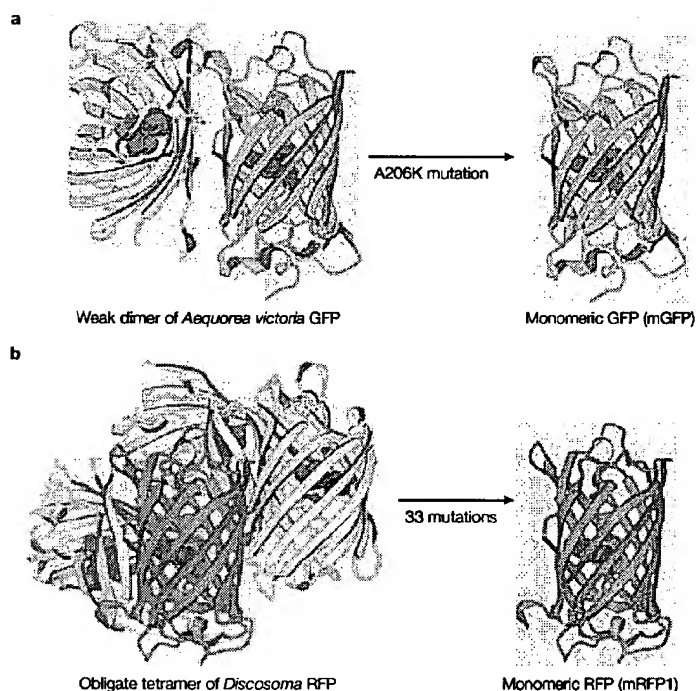 a
A206K mutation
Weak dimer of Aequorea victoria GFP
Monomeric GFP (mGFP)
b
33 mutations
Obligate tetramer of Discosoma RFP
Monomeric RFP (mRFP1)